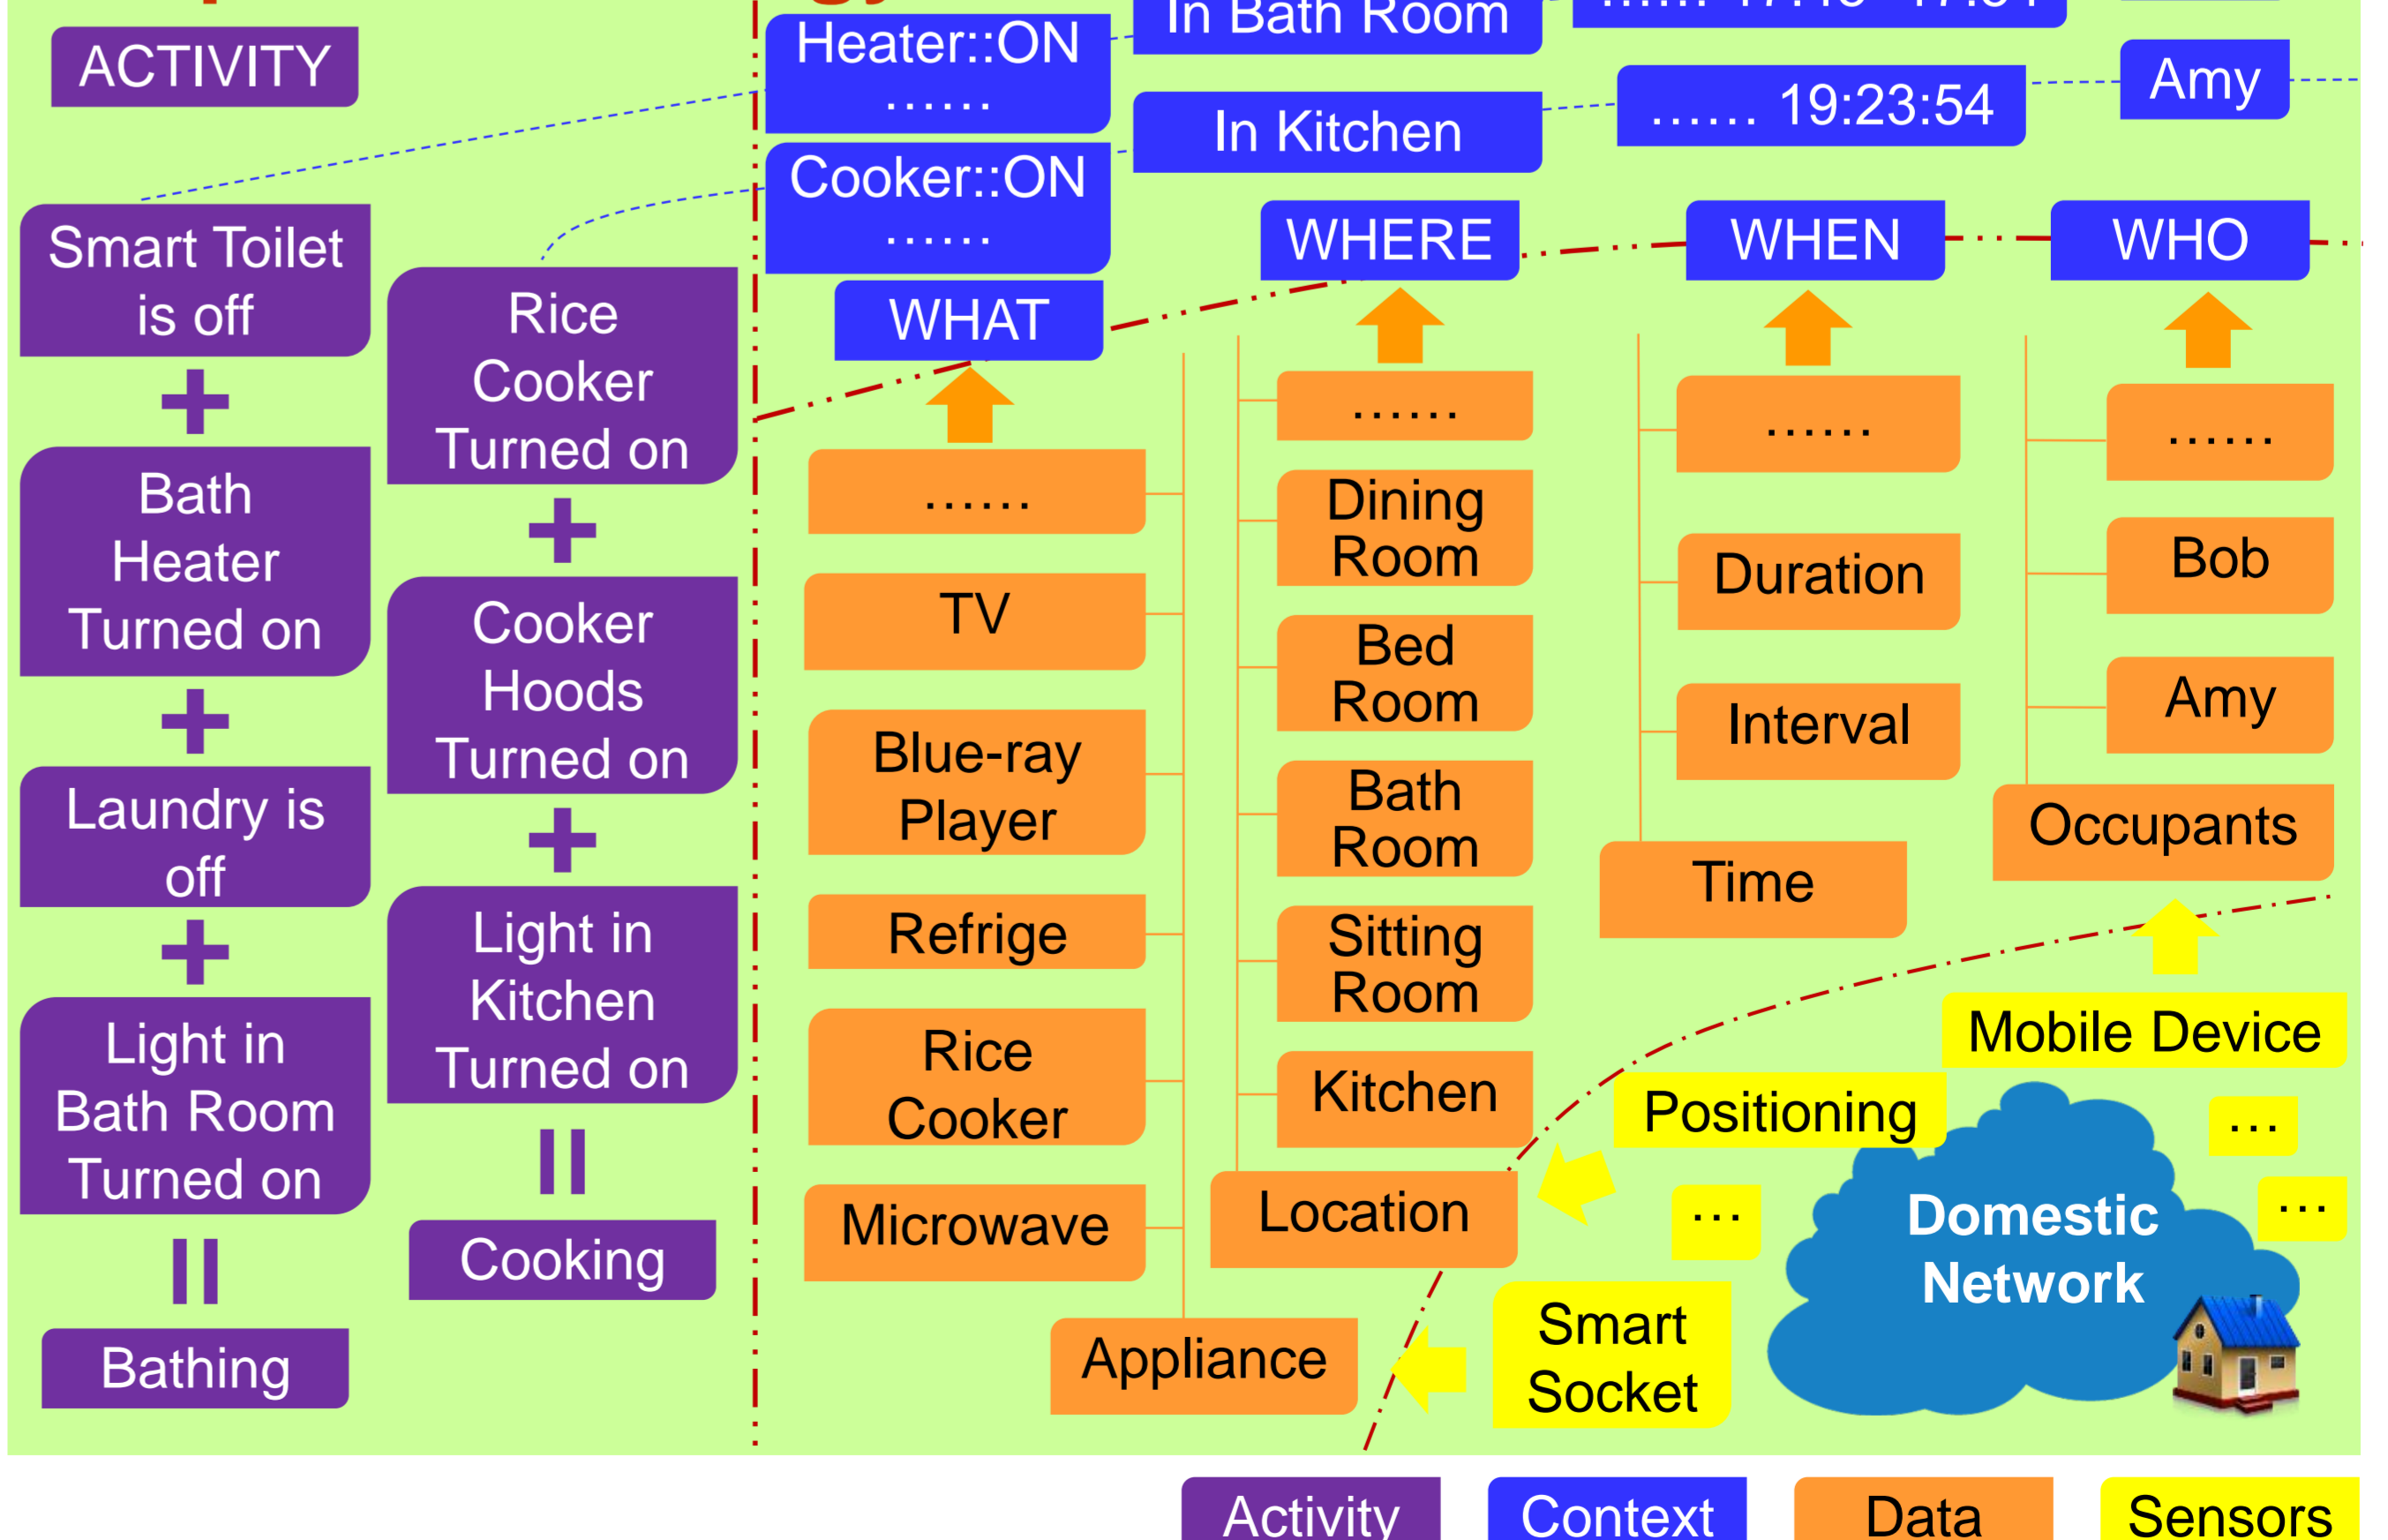 ACTIVITY
Heater::ON
......
In Bath Room
In Kitchen
...... 19:23:54
Amy
Cooker::ON
......
WHERE
WHEN
WHO
WHAT
Smart Toilet
is off
+
Bath
Heater
Turned on
+
Laundry is
off
+
Light in
Bath Room
Turned on
=
Bathing
Rice
Cooker
Turned on
+
Cooker
Hoods
Turned on
+
Light in
Kitchen
Turned on
=
Cooking
......
TV
Blue-ray
Player
Refrige
Rice
Cooker
Microwave
Appliance
......
Dining
Room
Bed
Room
Bath
Room
Sitting
Room
Kitchen
Location
......
Duration
Interval
Time
......
Bob
Amy
Occupants
Mobile Device
Positioning
...
...
...
Domestic
Network
Smart
Socket
Activity
Context
Data
Sensors